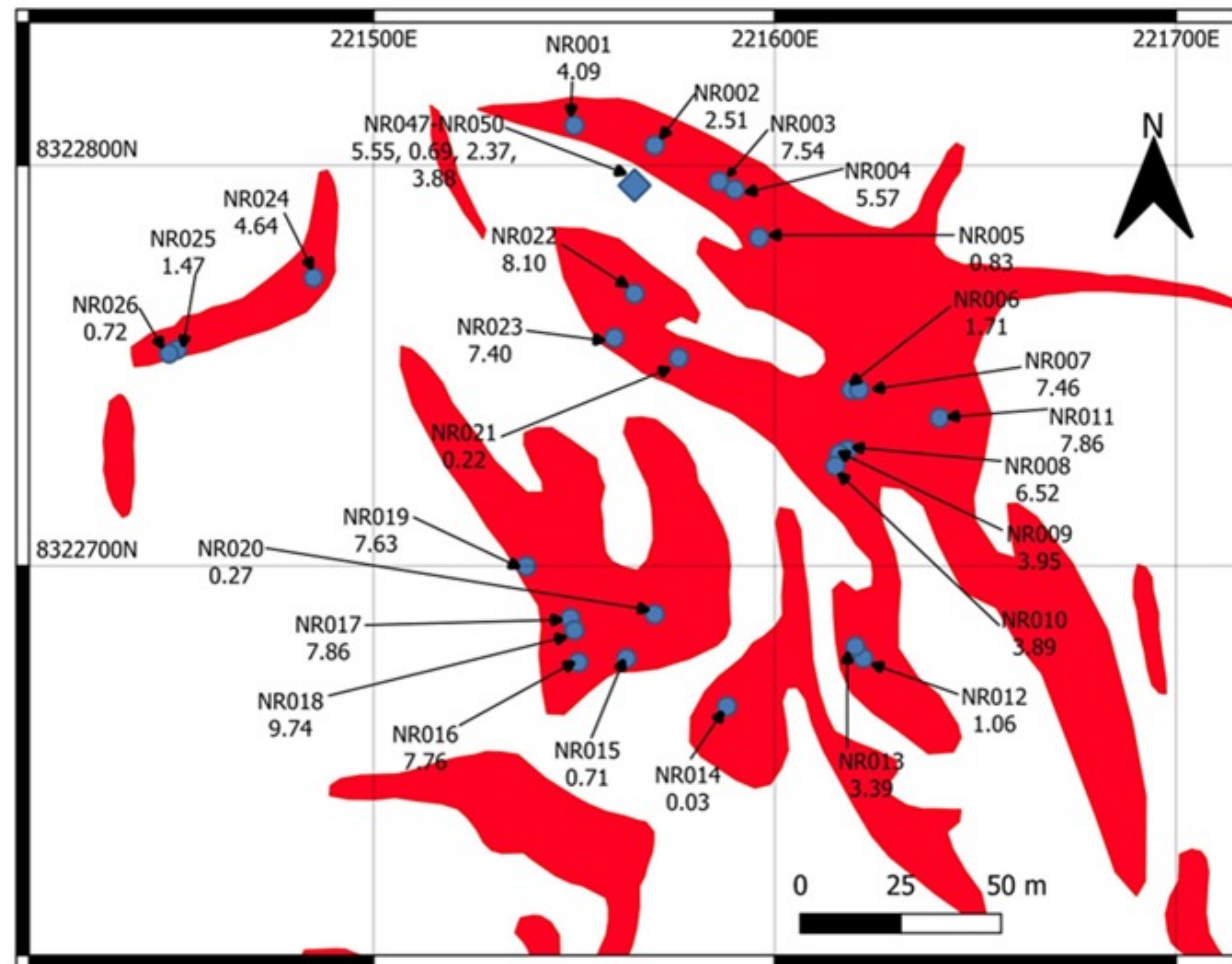 221500E
221600E
221700E
NR001
4.09
NR002
2.51
NR003
7.54
NR047-NR050
5.55, 0.69, 2.37,
3.88
N
8322800N
NR004
5.57
NR024
4.64
NR025
1.47
NR022
8.10
NR005
0.83
NR026
0.72
NR006
1.71
NR023
7.40
NR007
7.46
NR011
7.86
NR021
0.22
NR008
6.52
NR019
7.63
NR009
3.95
NR020
0.27
8322700N
NR017
7.86
NR010
3.89
NR018
9.74
NR012
1.06
NR016
7.76
NR015
0.71
NR014
0.03
NR013
3.39
0 25 50 m